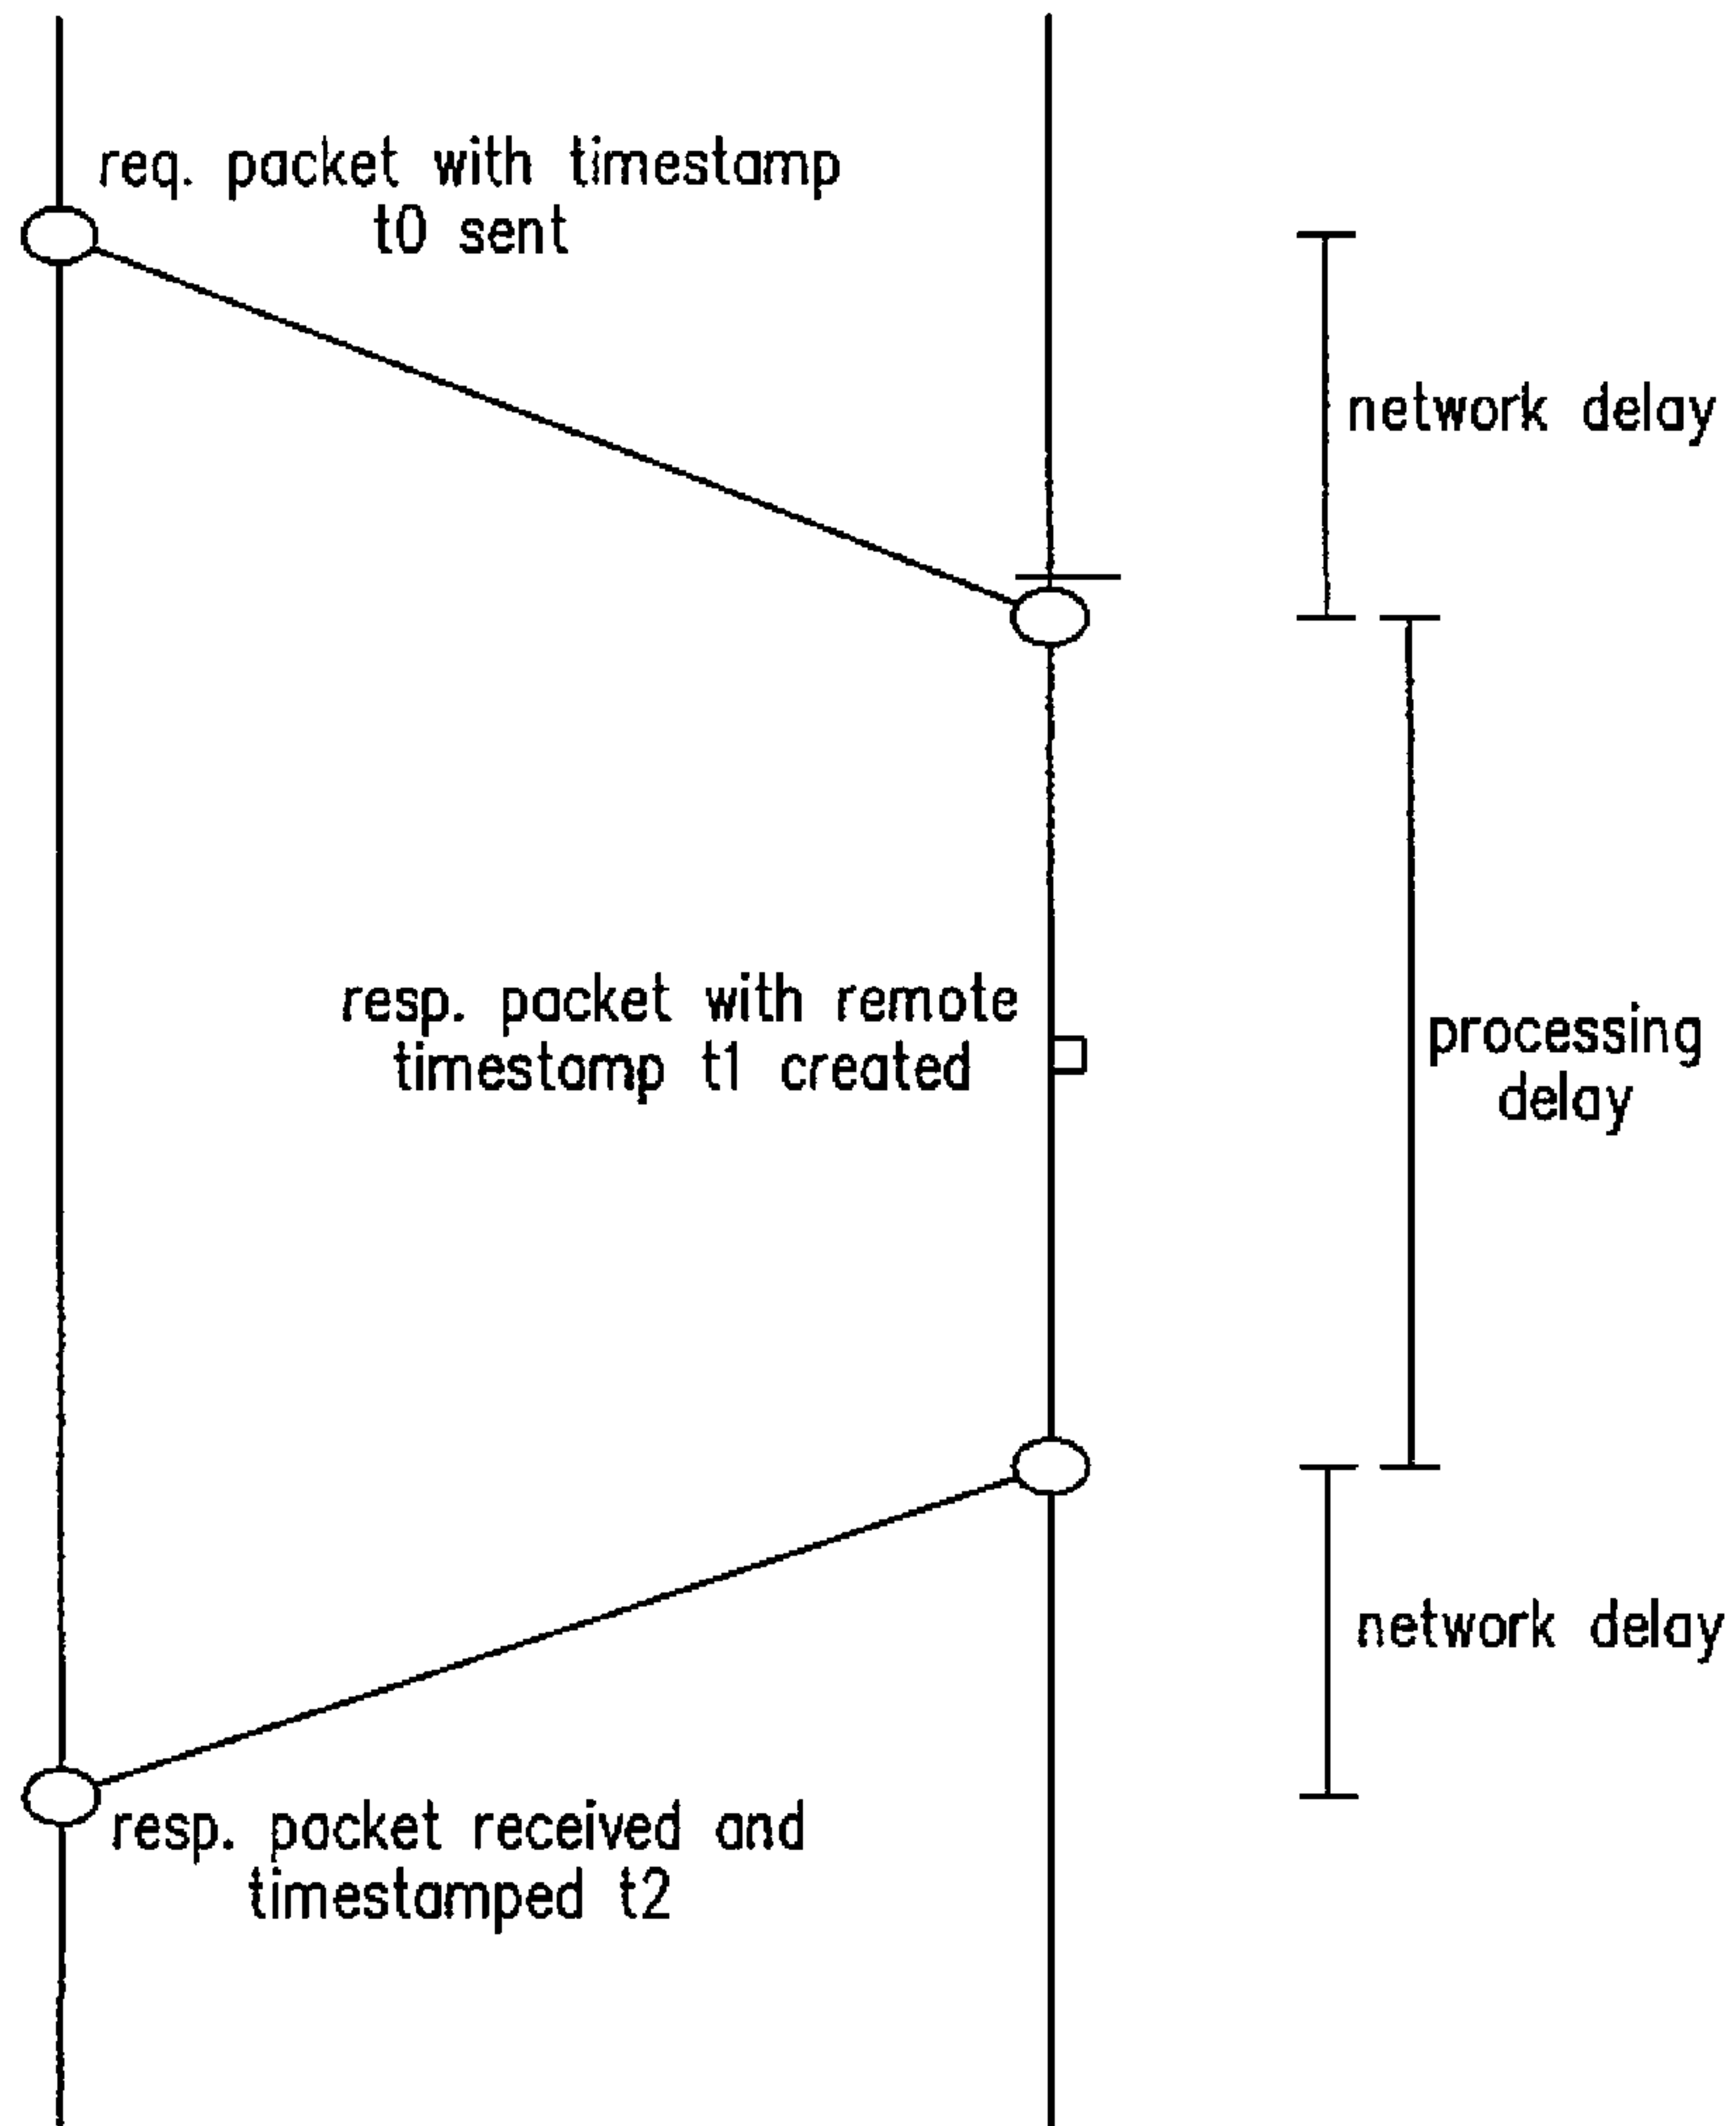 req. packet with timestamp
t0 sent
network delay
resp. packet with remote
timestamp t1 created
processing
delay
network delay
resp. packet received and
timestamped t2